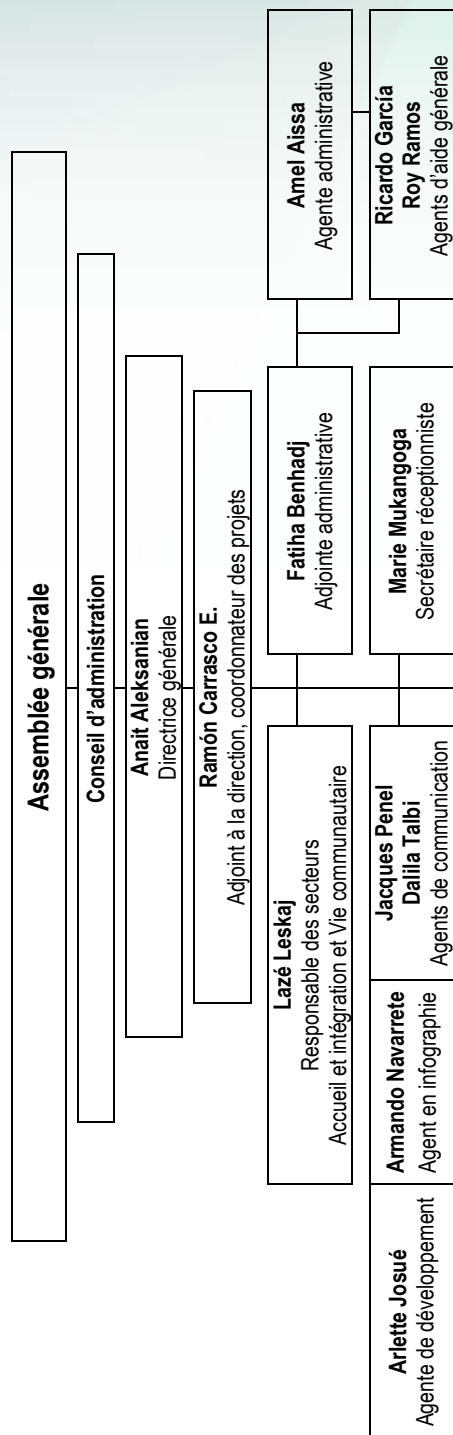 Assemblée générale
Conseil d'administration
Anait Aleksanian
Directrice générale
Ramón Carrasco E.
Adjoint à la direction, coordonnateur des projets
Lazé Leskaj
Responsable des secteurs
Accueil et intégration et Vie communautaire
Fatiha Benhadj
Adjointe administrative
Amel Aissa
Agente administrative
Arlette Josué
Agente de développement
Armando Navarrete
Agent en infographie
Jacques Penel
Dalila Talbi
Agents de communication
Marie Mukangoga
Secrétaire réceptionniste
Ricardo García
Roy Ramos
Agents d'aide générale